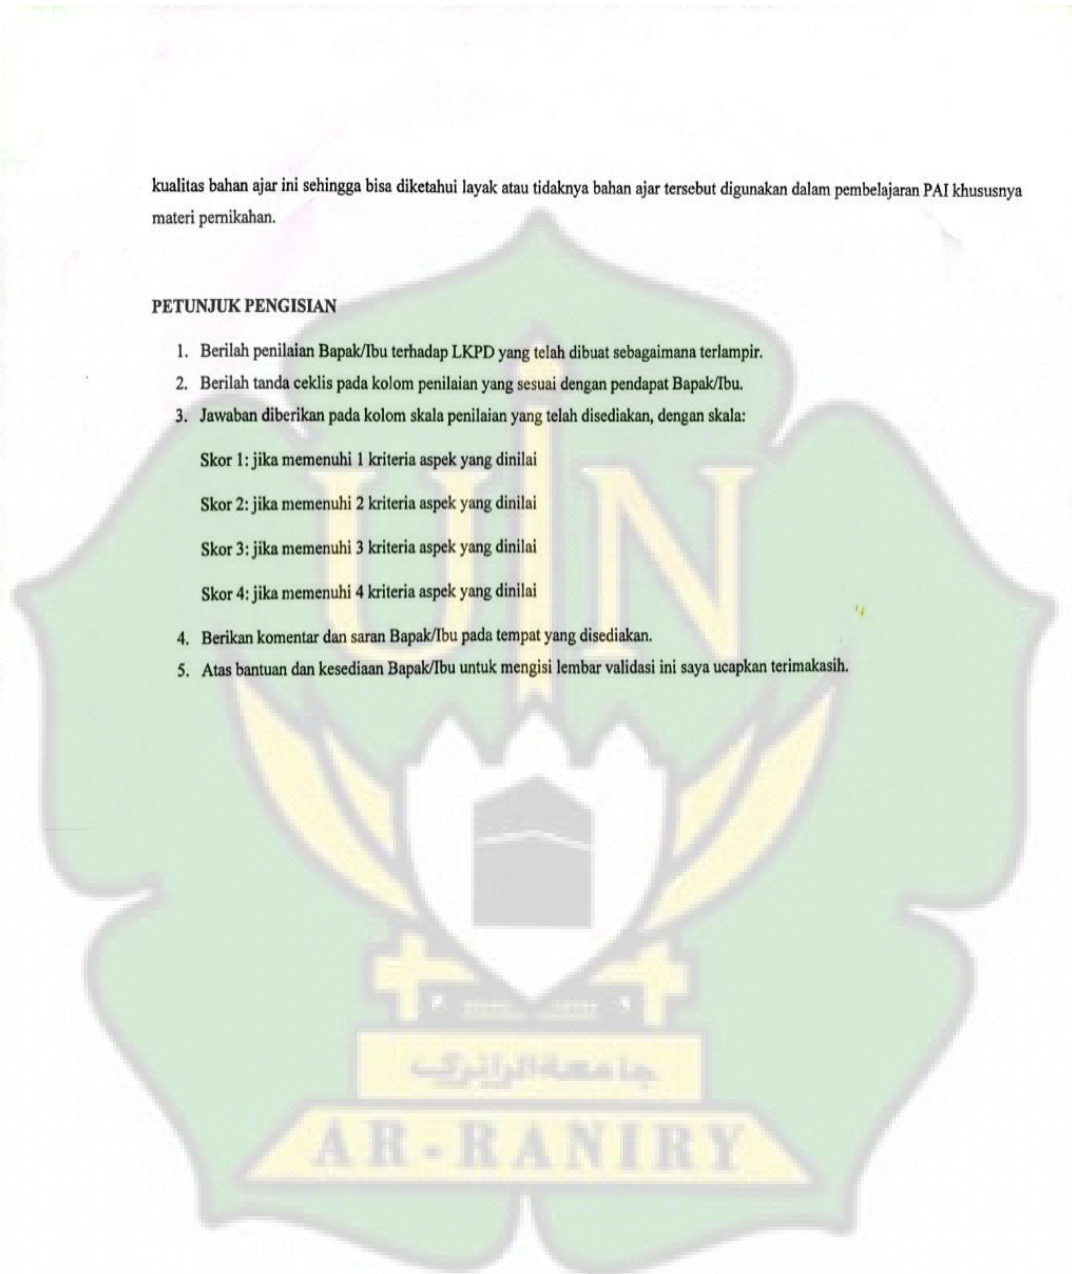 kualitas bahan ajar ini sehingga bisa diketahui layak atau tidaknya bahan ajar tersebut digunakan dalam pembelajaran PAI khususnya
materi pernikahan.
PETUNJUK PENGISIAN
1. Berilah penilaian Bapak/Ibu terhadap LKPD yang telah dibuat sebagaimana terlampir.
2. Berilah tanda ceklis pada kolom penilaian yang sesuai dengan pendapat Bapak/Ibu.
3. Jawaban diberikan pada kolom skala penilaian yang telah disediakan, dengan skala:
Skor 1: jika memenuhi 1 kriteria aspek yang dinilai
Skor 2: jika memenuhi 2 kriteria aspek yang dinilai
Skor 3: jika memenuhi 3 kriteria aspek yang dinilai
Skor 4: jika memenuhi 4 kriteria aspek yang dinilai
4. Berikan komentar dan saran Bapak/Ibu pada tempat yang disediakan.
5. Atas bantuan dan kesediaan Bapak/Ibu untuk mengisi lembar validasi ini saya ucapkan terimakasih.
UIN
جامعة الرانري
AR-RANIRY